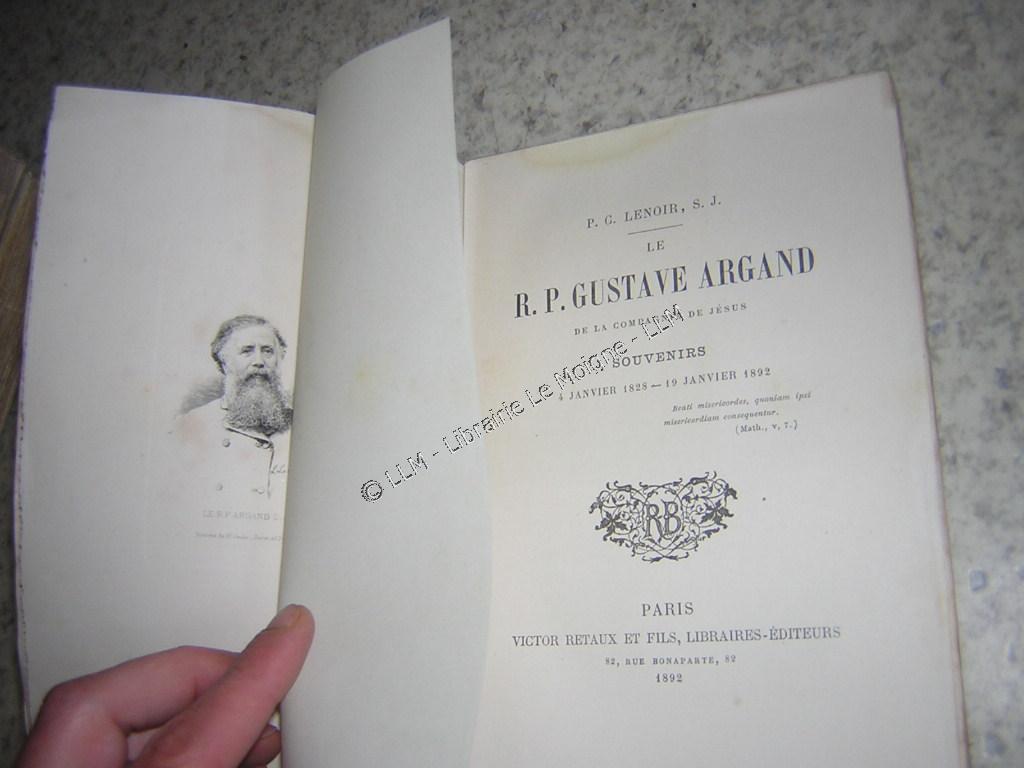 LE R. P. ARGAND
P. C. LENOIR, S. J.
LE
R. P. GUSTAVE ARGAND
DE LA COMPAGNIE DE JÉSUS
SOUVENIRS
4 JANVIER 1828 — 19 JANVIER 1892
Beati misericordes, quoniam ipsi
misericordiam consequentur.
(Math., v, 7.)
RB
PARIS
VICTOR RETAUX ET FILS, LIBRAIRES-ÉDITEURS
82, RUE BONAPARTE, 82
1892
© LLM - Librairie Le Moigne - LLM